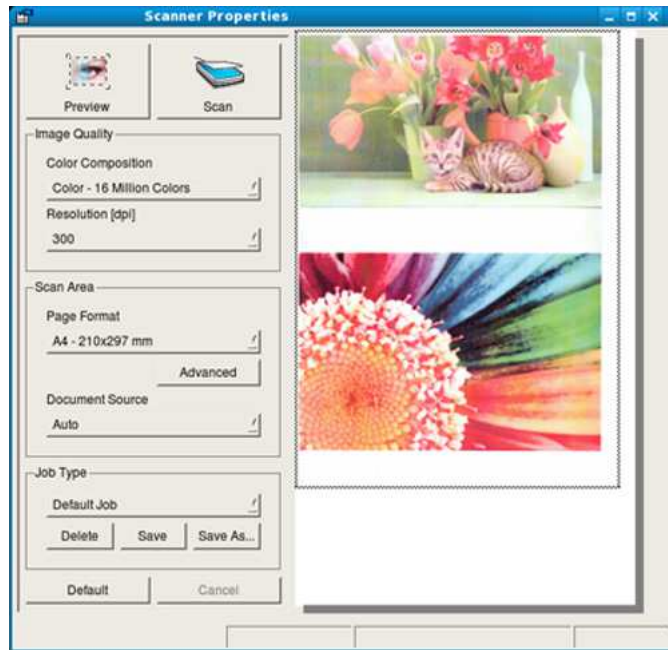 Scanner Properties
Preview
Scan
Image Quality
Color Composition
Color - 16 Million Colors
Resolution [dpi]
300
Scan Area
Page Format
A4 - 210x297 mm
Advanced
Document Source
Auto
Job Type
Default Job
Delete
Save
Save As...
Default
Cancel